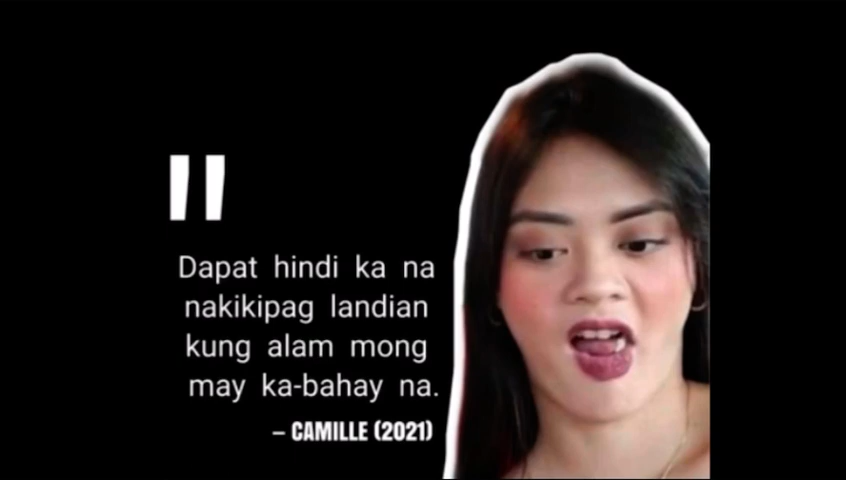 "
Dapat hindi ka na
nakikipag landian
kung alam mong
may ka-bahay na.
– CAMILLE (2021)